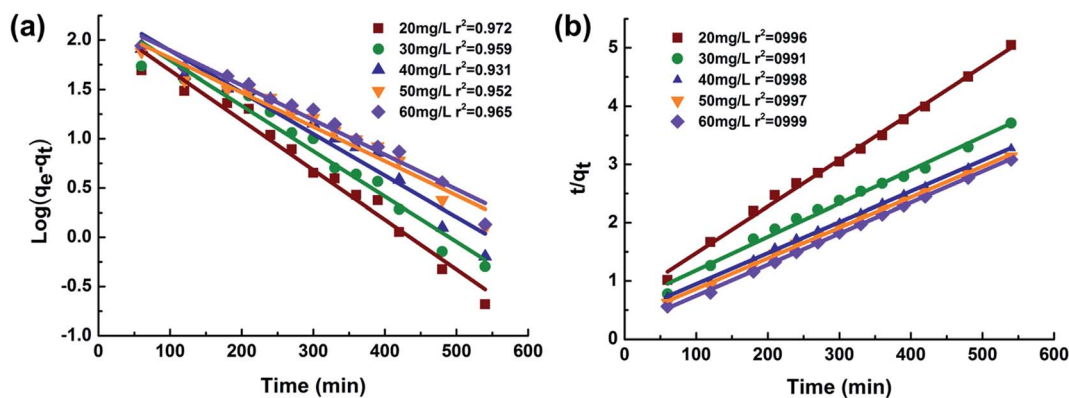 (a)
2.0
1.5
1.0
0.5
0.0
-0.5
-1.0
Log(qₑ-qₜ)
20mg/L r²=0.972
30mg/L r²=0.959
40mg/L r²=0.931
50mg/L r²=0.952
60mg/L r²=0.965
0 100 200 300 400 500 600
Time (min)
(b)
5
4
3
2
1
0
t/qₜ
20mg/L r²=0996
30mg/L r²=0991
40mg/L r²=0998
50mg/L r²=0997
60mg/L r²=0999
0 100 200 300 400 500 600
Time (min)